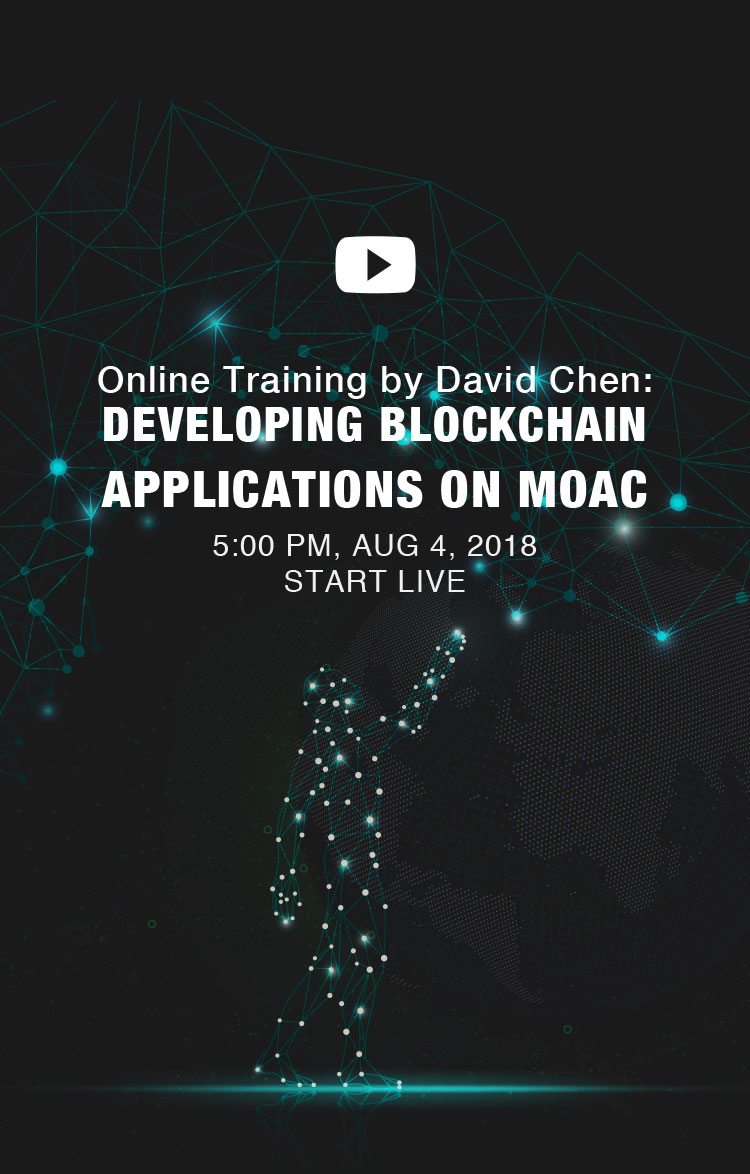 Online Training by David Chen:
DEVELOPING BLOCKCHAIN
APPLICATIONS ON MOAC
5:00 PM, AUG 4, 2018
START LIVE